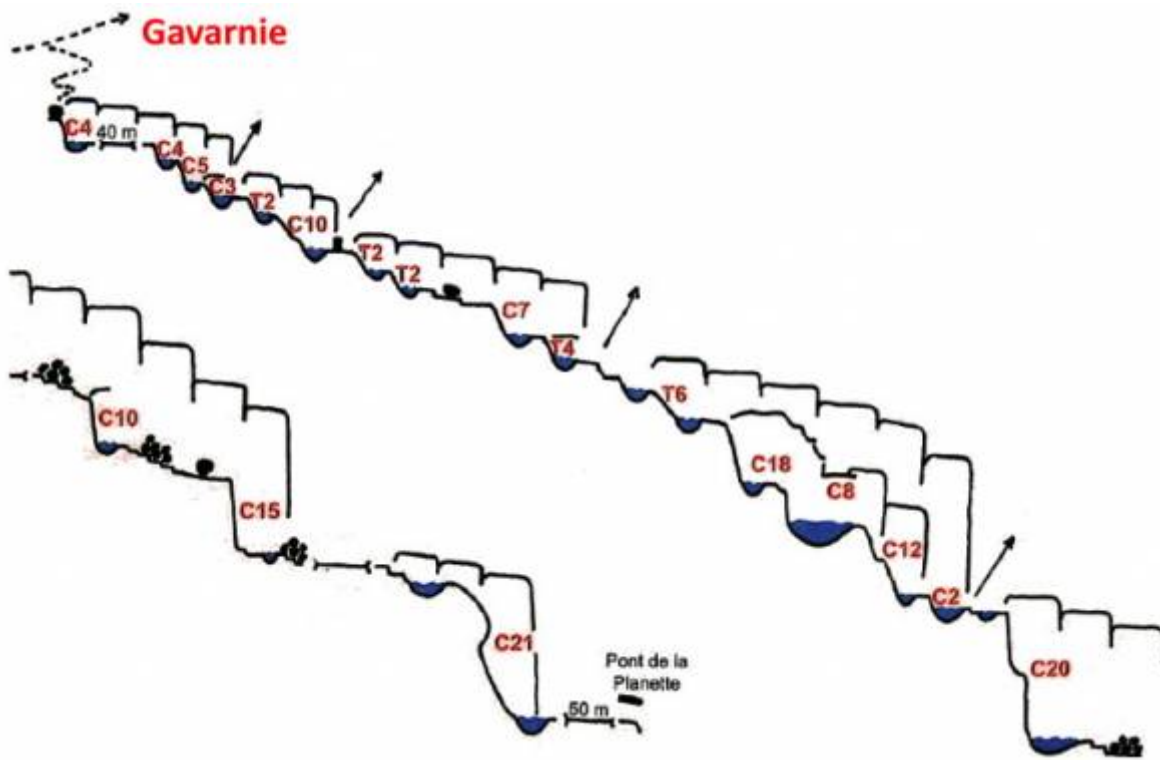 Gavarnie
C4
40 m
C4
C5
C3
T2
C10
T2
T2
C7
T4
T6
C18
C8
C12
C2
C20
C10
C15
C21
Pont de la
Planette
50 m